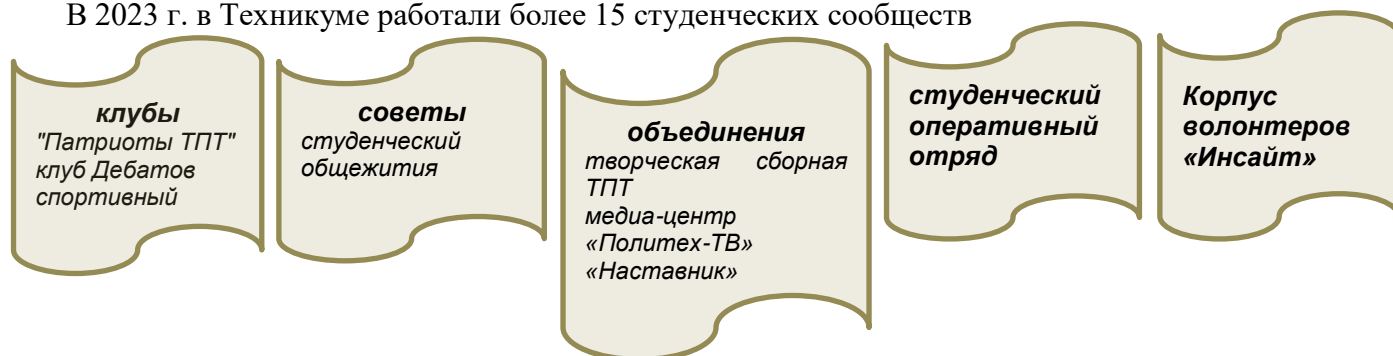 В 2023 г. в Техникуме работали более 15 студенческих сообществ
клубы
"Патриоты ТПТ"
клуб Дебатов
спортивный
советы
студенческий
общежития
объединения
творческая сборная
ТПТ
медиа-центр
«Политех-ТВ»
«Наставник»
студенческий
оперативный
отряд
Корпус
волонтеров
«Инсайт»